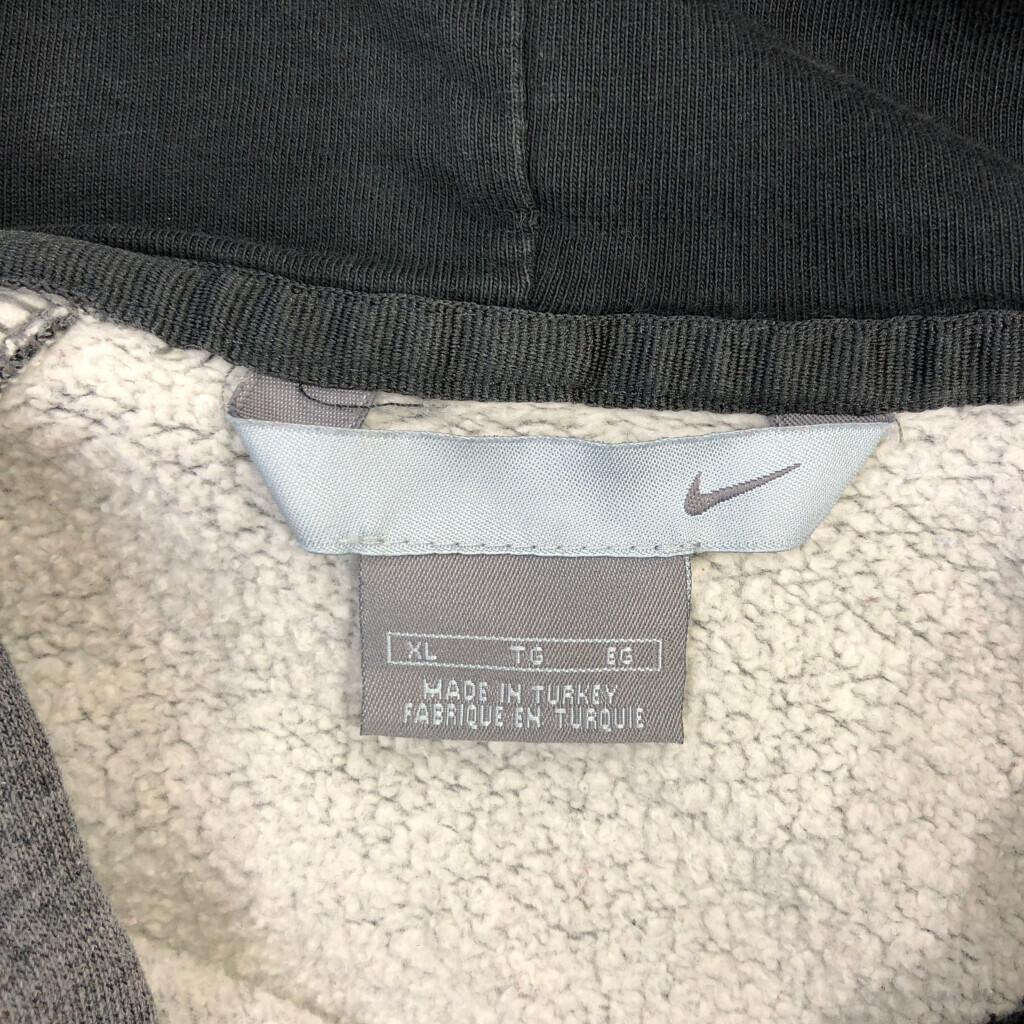 XL TG EG
MADE IN TURKEY
FABRIQUE EN TURQUIE